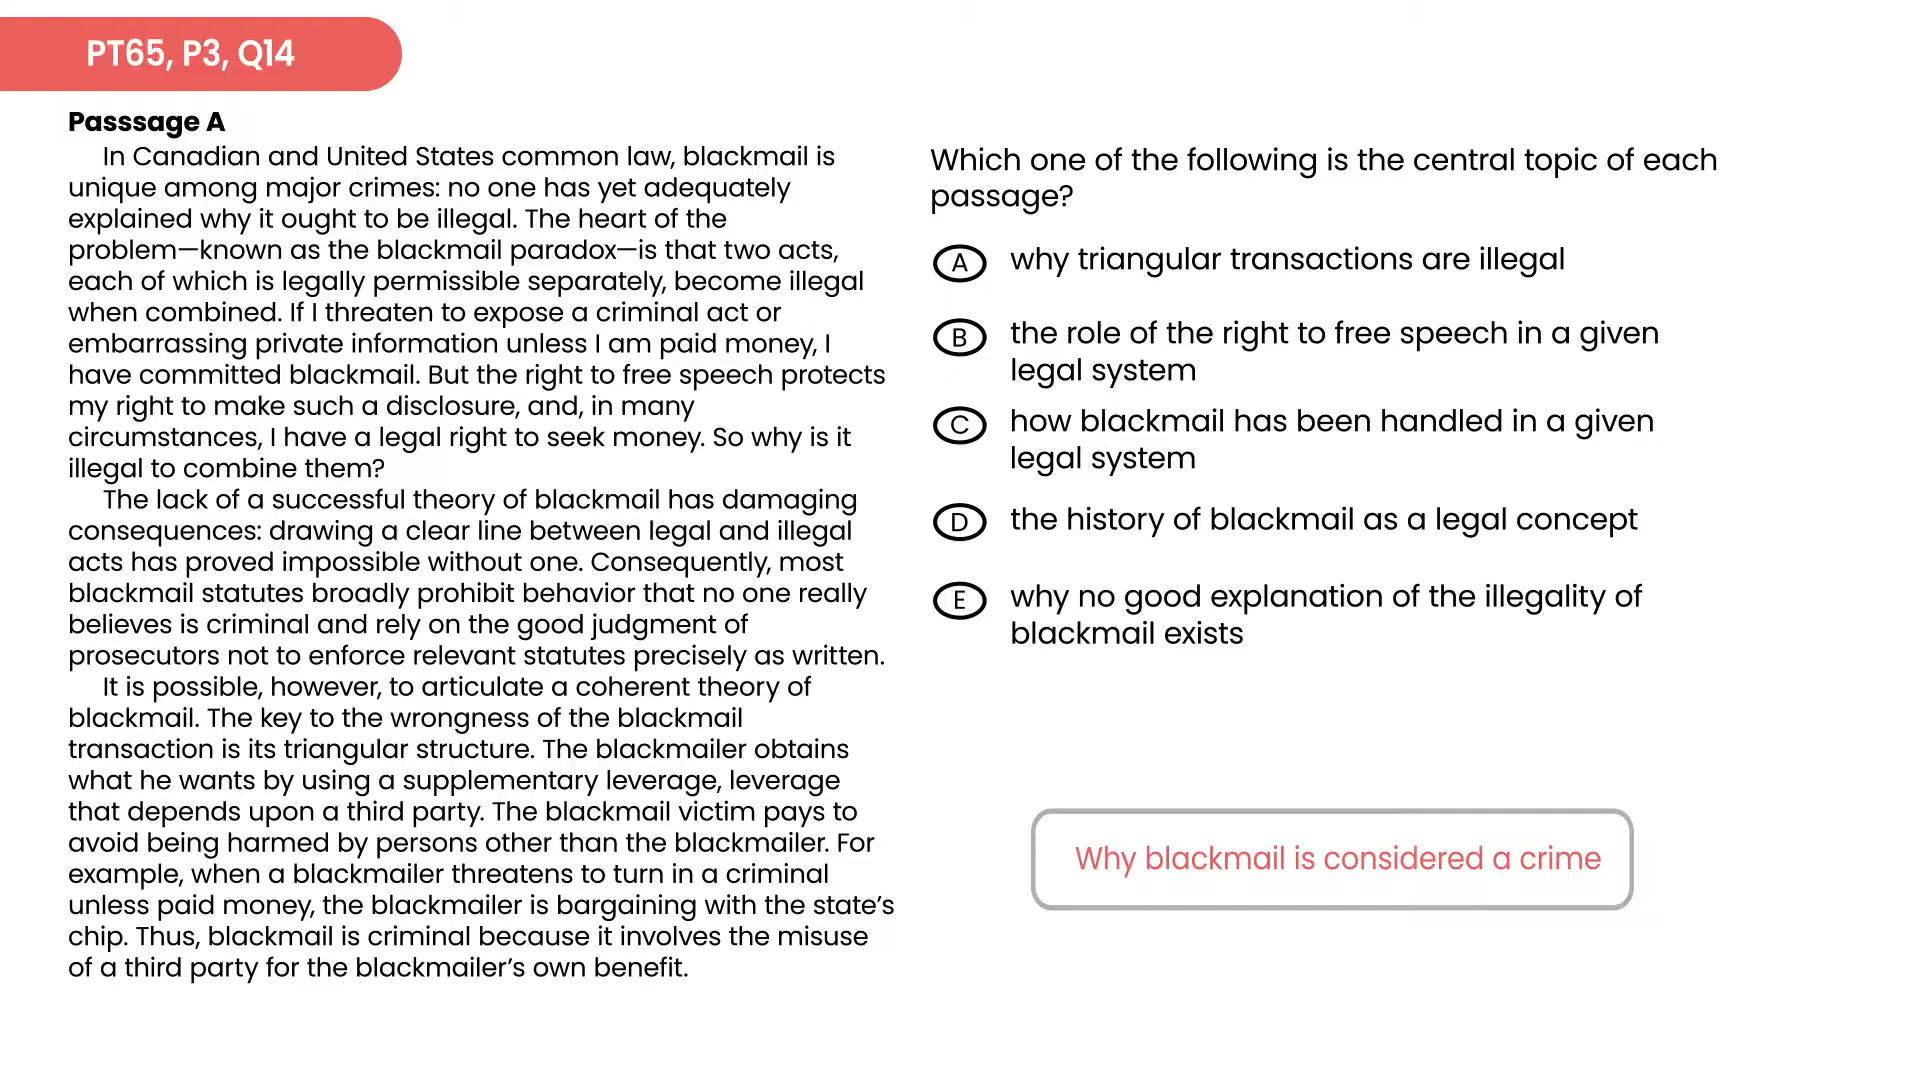 PT65, P3, Q14
Passsage A
In Canadian and United States common law, blackmail is
unique among major crimes: no one has yet adequately
explained why it ought to be illegal. The heart of the
problem—known as the blackmail paradox—is that two acts,
each of which is legally permissible separately, become illegal
when combined. If I threaten to expose a criminal act or
embarrassing private information unless I am paid money, I
have committed blackmail. But the right to free speech protects
my right to make such a disclosure, and, in many
circumstances, I have a legal right to seek money. So why is it
illegal to combine them?
The lack of a successful theory of blackmail has damaging
consequences: drawing a clear line between legal and illegal
acts has proved impossible without one. Consequently, most
blackmail statutes broadly prohibit behavior that no one really
believes is criminal and rely on the good judgment of
prosecutors not to enforce relevant statutes precisely as written.
It is possible, however, to articulate a coherent theory of
blackmail. The key to the wrongness of the blackmail
transaction is its triangular structure. The blackmailer obtains
what he wants by using a supplementary leverage, leverage
that depends upon a third party. The blackmail victim pays to
avoid being harmed by persons other than the blackmailer. For
example, when a blackmailer threatens to turn in a criminal
unless paid money, the blackmailer is bargaining with the state's
chip. Thus, blackmail is criminal because it involves the misuse
of a third party for the blackmailer's own benefit.
Which one of the following is the central topic of each
passage?
A why triangular transactions are illegal
B the role of the right to free speech in a given
legal system
C how blackmail has been handled in a given
legal system
D the history of blackmail as a legal concept
E why no good explanation of the illegality of
blackmail exists
Why blackmail is considered a crime